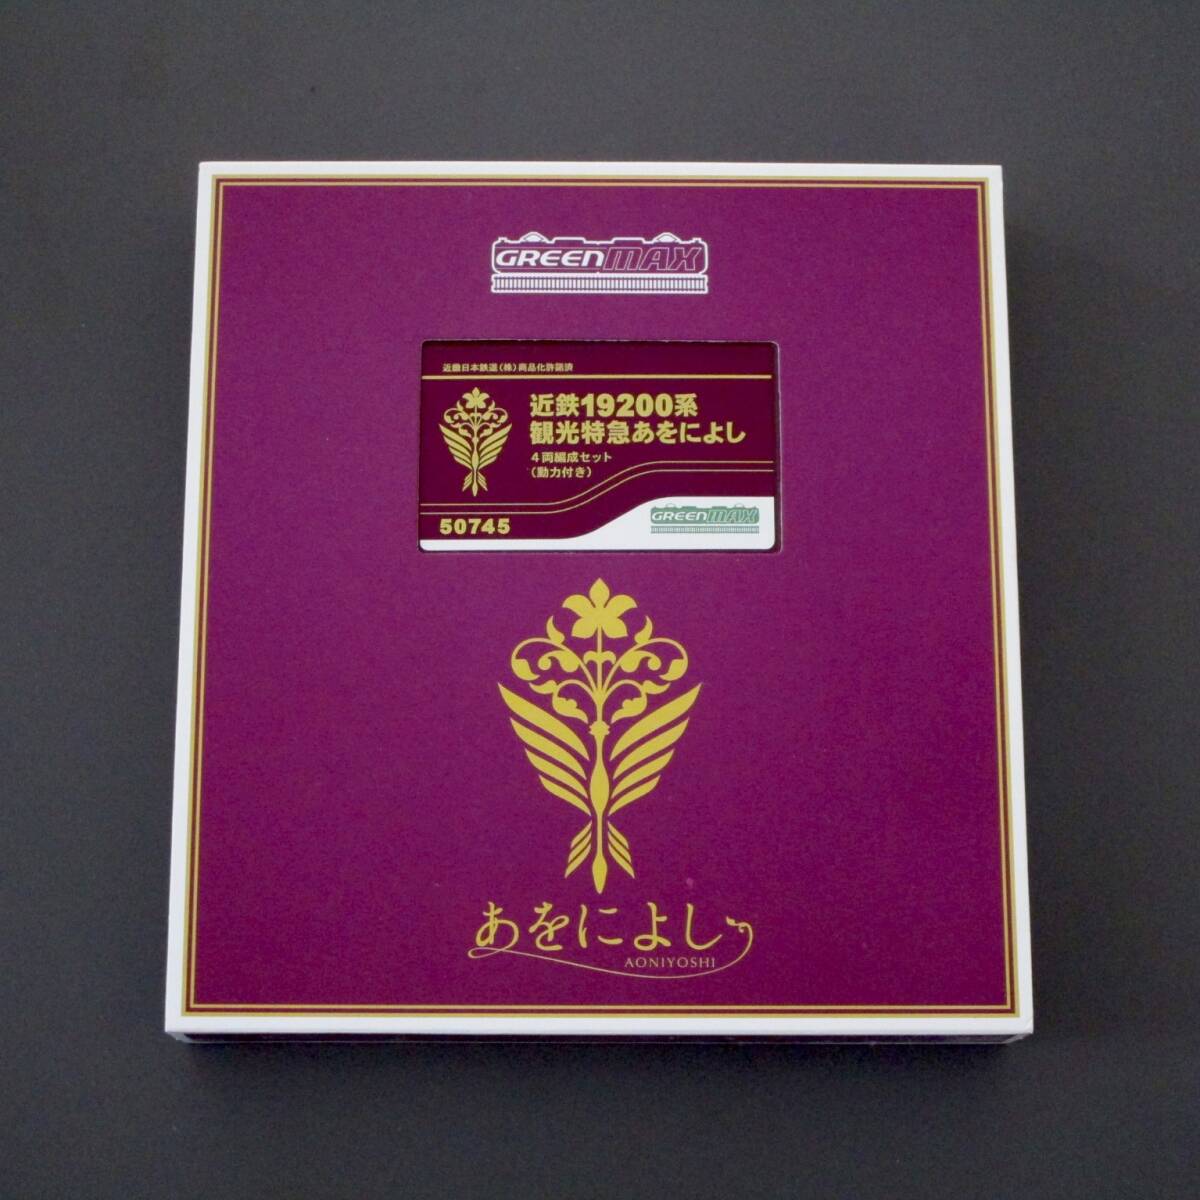 GREENMAX
近畿日本鉄道(株)商品化許諾済
近鉄19200系
観光特急あをによし
4両編成セット
(動力付き)
50745
GREENMAX
あをによし
AONIYOSHI